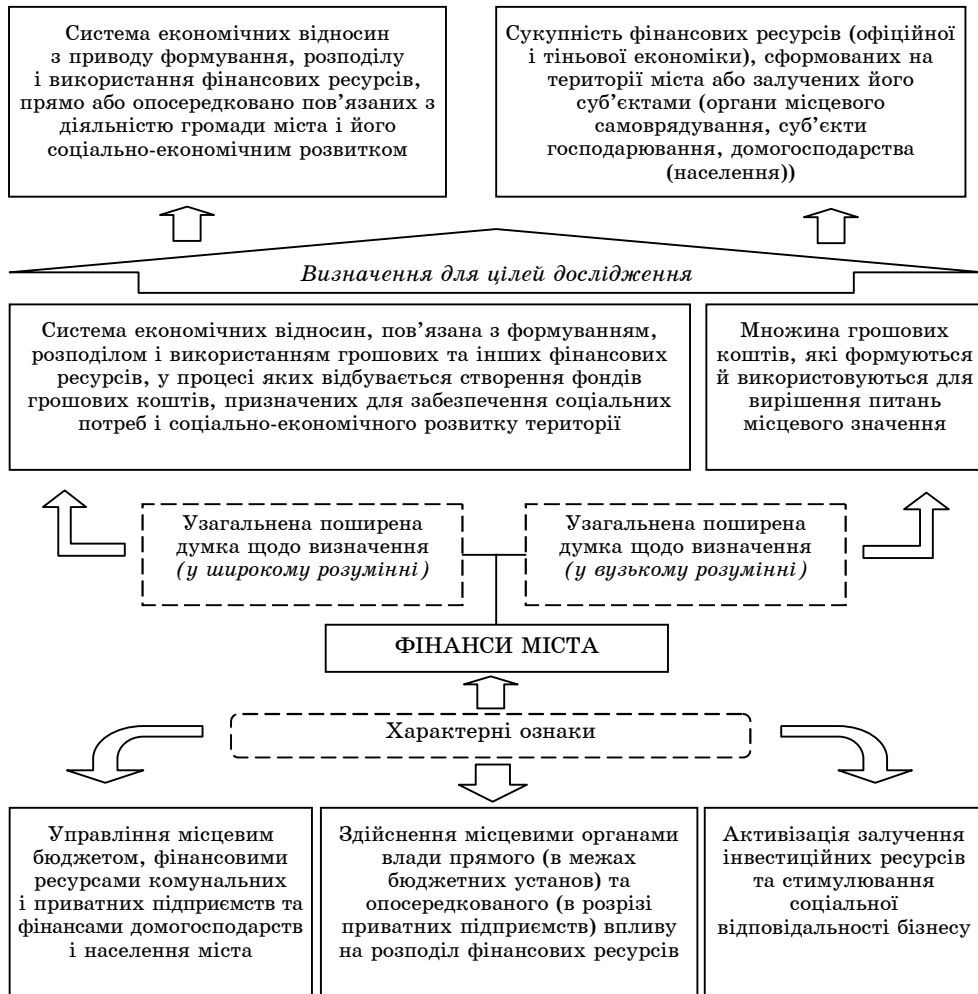 Система економічних відносин
з приводу формування, розподілу
і використання фінансових ресурсів,
прямо або опосередковано пов’язаних з
діяльністю громади міста і його
соціально-економічним розвитком
Сукупність фінансових ресурсів (офіційної
і тіньової економіки), сформованих на
території міста або залучених його
суб’єктами (органи місцевого
самоврядування, суб’єкти
господарювання, домогосподарства
(населення))
Визначення для цілей дослідження
Система економічних відносин, пов’язана з формуванням,
розподілом і використанням грошових та інших фінансових
ресурсів, у процесі яких відбувається створення фондів
грошових коштів, призначених для забезпечення соціальних
потреб і соціально-економічного розвитку території
Множина грошових
коштів, які формуються
й використовуються для
вирішення питань
місцевого значення
Узагальнена поширена
думка щодо визначення
(у широкому розумінні)
Узагальнена поширена
думка щодо визначення
(у вузькому розумінні)
ФІНАНСИ МІСТА
Характерні ознаки
Управління місцевим
бюджетом, фінансовими
ресурсами комунальних
і приватних підприємств та
фінансами домогосподарств
і населення міста
Здійснення місцевими органами
влади прямого (в межах
бюджетних установ) та
опосередкованого (в розрізі
приватних підприємств) впливу
на розподіл фінансових ресурсів
Активізація залучення
інвестиційних ресурсів
та стимулювання
соціальної
відповідальності бізнесу